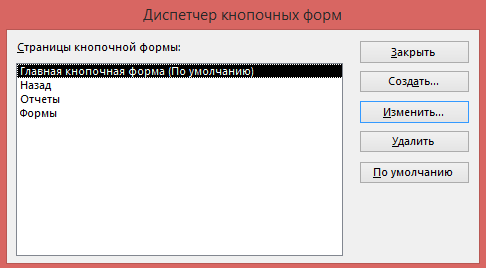 Диспетчер кнопочных форм
Страницы кнопочной формы:
Главная кнопочная форма (По умолчанию)
Назад
Отчеты
Формы
Закрыть
Создать...
Изменить...
Удалить
По умолчанию